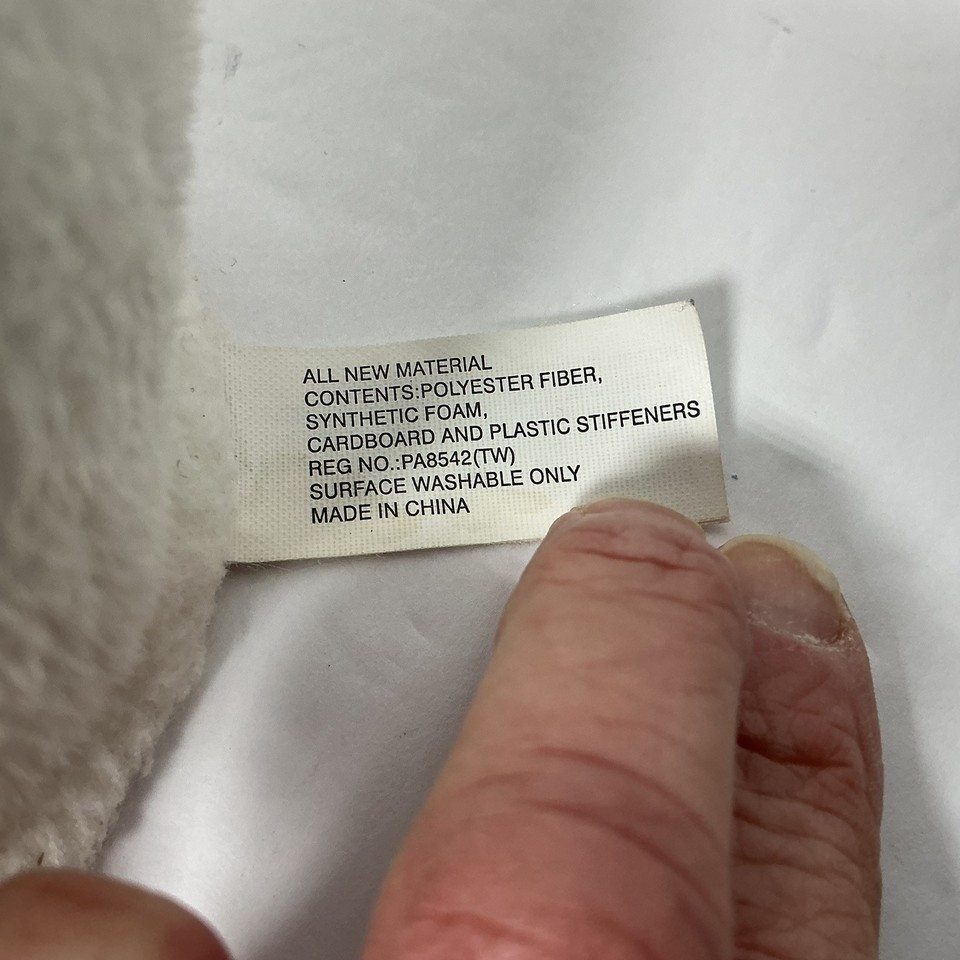 ALL NEW MATERIAL
CONTENTS:POLYESTER FIBER,
SYNTHETIC FOAM,
CARDBOARD AND PLASTIC STIFFENERS
REG NO.:PA8542(TW)
SURFACE WASHABLE ONLY
MADE IN CHINA